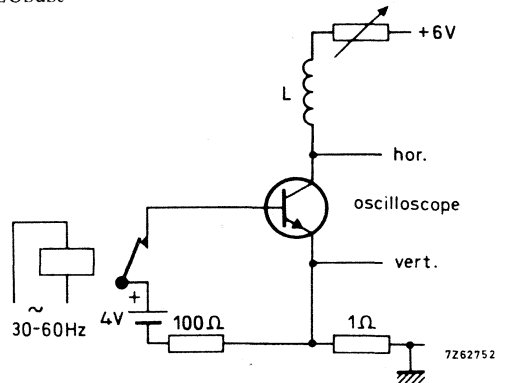 +6V
L
hor.
oscilloscope
vert.
+
4V
100Ω
1Ω
~
30-60Hz
7Z62752